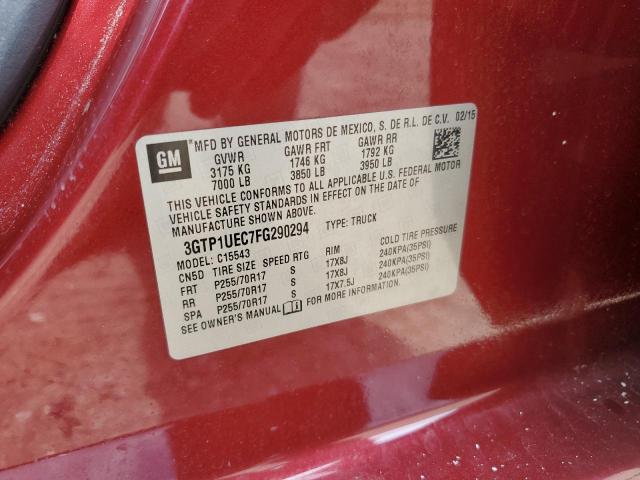 GM
MFD BY GENERAL MOTORS DE MEXICO, S. DE R.L. DE C.V. 02/15
GVWR GAWR FRT GAWR RR
3175 KG 1746 KG 1792 KG
7000 LB 3850 LB 3950 LB
THIS VEHICLE CONFORMS TO ALL APPLICABLE U.S. FEDERAL MOTOR
VEHICLE SAFETY STANDARDS IN EFFECT ON THE DATE OF
MANUFACTURE SHOWN ABOVE.
3GTP1UEC7FG290294 TYPE: TRUCK
MODEL: C15543
CN5D TIRE SIZE SPEED RTG RIM COLD TIRE PRESSURE
FRT P255/70R17 S 17X8J 240KPA(35PSI)
RR P255/70R17 S 17X8J 240KPA(35PSI)
SPA P255/70R17 S 17X7.5J 240KPA(35PSI)
SEE OWNER'S MANUAL FOR MORE INFORMATION.